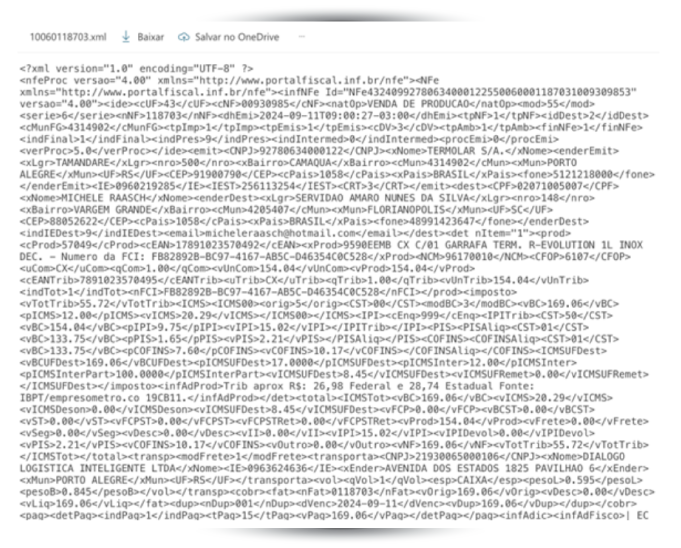 10060118703.xml Baixar Salvar no OneDrive ...
<?xml version="1.0" encoding="UTF-8" ?>
<nfeProc versao="4.00" xmlns="http://www.portalfiscal.inf.br/nfe"><NFe
xmlns="http://www.portalfiscal.inf.br/nfe"><infNFe Id="NFe43240992780634000122550060001187031009309853"
versao="4.00"><ide><cUF>43</cUF><cNF>00930985</cNF><natOp>VENDA DE PRODUCAO</natOp><mod>55</mod>
<serie>6</serie><nNF>118703</nNF><dhEmi>2024-09-11T09:00:27-03:00</dhEmi><tpNF>1</tpNF><idDest>2</idDest>
<cMunFG>4314902</cMunFG><tpImp>1</tpImp><tpEmis>1</tpEmis><cDV>3</cDV><tpAmb>1</tpAmb><finNFe>1</finNFe>
<indFinal>1</indFinal><indPres>9</indPres><indIntermed>0</indIntermed><procEmi>0</procEmi>
<verProc>5.0</verProc></ide><emit><CNPJ>92780634000122</CNPJ><xNome>TERMOLAR S/A.</xNome><enderEmit>
<xLgr>TAMANDARE</xLgr><nro>500</nro><xBairro>CAMAQUA</xBairro><cMun>4314902</cMun><xMun>PORTO
ALEGRE</xMun><UF>RS</UF><CEP>91900790</CEP><cPais>1058</cPais><xPais>BRASIL</xPais><fone>5121218000</fone>
</enderEmit><IE>0960219285</IE><IEST>256113254</IEST><CRT>3</CRT></emit><dest><CPF>02071005007</CPF>
<xNome>MICHELE RAASCH</xNome><enderDest><xLgr>SERVIDAO AMARO NUNES DA SILVA</xLgr><nro>148</nro>
<xBairro>VARGEM GRANDE</xBairro><cMun>4205407</cMun><xMun>FLORIANOPOLIS</xMun><UF>SC</UF>
<CEP>88052622</CEP><cPais>1058</cPais><xPais>BRASIL</xPais><fone>48991423647</fone></enderDest>
<indIEDest>9</indIEDest><email>micheleraasch@hotmail.com</email></dest><det nItem="1"><prod>
<cProd>57049</cProd><cEAN>17891023570492</cEAN><xProd>9590EEMB CX C/01 GARRAFA TERM. R-EVOLUTION 1L INOX
DEC. - Numero da FCI: FB82892B-BC97-4167-AB5C-D46354C0C528</xProd><NCM>96170010</NCM><CFOP>6107</CFOP>
<uCom>CX</uCom><qCom>1.00</qCom><vUnCom>154.04</vUnCom><vProd>154.04</vProd>
<cEANTrib>7891023570495</cEANTrib><uTrib>CX</uTrib><qTrib>1.00</qTrib><vUnTrib>154.04</vUnTrib>
<indTot>1</indTot><nFCI>FB82892B-BC97-4167-AB5C-D46354C0C528</nFCI></prod><imposto>
<vTotTrib>55.72</vTotTrib><ICMS><ICMS00><orig>5</orig><CST>00</CST><modBC>3</modBC><vBC>169.06</vBC>
<pICMS>12.00</pICMS><vICMS>20.29</vICMS></ICMS00></ICMS><IPI><cEnq>999</cEnq><IPITrib><CST>50</CST>
<vBC>154.04</vBC><pIPI>9.75</pIPI><vIPI>15.02</vIPI></IPITrib></IPI><PIS><PISAliq><CST>01</CST>
<vBC>133.75</vBC><pPIS>1.65</pPIS><vPIS>2.21</vPIS></PISAliq></PIS><COFINS><COFINSAliq><CST>01</CST>
<vBC>133.75</vBC><pCOFINS>7.60</pCOFINS><vCOFINS>10.17</vCOFINS></COFINSAliq></COFINS><ICMSUFDest>
<vBCUFDest>169.06</vBCUFDest><pICMSUFDest>17.0000</pICMSUFDest><pICMSInter>12.00</pICMSInter>
<pICMSInterPart>100.0000</pICMSInterPart><vICMSUFDest>8.45</vICMSUFDest><vICMSUFRemet>0.00</vICMSUFRemet>
</ICMSUFDest></imposto><infAdProd>Trib aprox R$: 26,98 Federal e 28,74 Estadual Fonte:
IBPT/empresometro.co 19CB11.</infAdProd></det><total><ICMSTot><vBC>169.06</vBC><vICMS>20.29</vICMS>
<vICMSDeson>0.00</vICMSDeson><vICMSUFDest>8.45</vICMSUFDest><vFCP>0.00</vFCP><vBCST>0.00</vBCST>
<vST>0.00</vST><vFCPST>0.00</vFCPST><vFCPSTRet>0.00</vFCPSTRet><vProd>154.04</vProd><vFrete>0.00</vFrete>
<vSeg>0.00</vSeg><vDesc>0.00</vDesc><vII>0.00</vII><vIPI>15.02</vIPI><vIPIDevol>0.00</vIPIDevol>
<vPIS>2.21</vPIS><vCOFINS>10.17</vCOFINS><vOutro>0.00</vOutro><vNF>169.06</vNF><vTotTrib>55.72</vTotTrib>
</ICMSTot></total><transp><modFrete>1</modFrete><transporta><CNPJ>21930065000106</CNPJ><xNome>DIALOGO
LOGISTICA INTELIGENTE LTDA</xNome><IE>0963624636</IE><xEnder>AVENIDA DOS ESTADOS 1825 PAVILHAO 6</xEnder>
<xMun>PORTO ALEGRE</xMun><UF>RS</UF></transporta><vol><qVol>1</qVol><esp>CAIXA</esp><pesoL>0.595</pesoL>
<pesoB>0.845</pesoB></vol></transp><cobr><fat><nFat>0118703</nFat><vOrig>169.06</vOrig><vDesc>0.00</vDesc>
<vLiq>169.06</vLiq></fat><dup><nDup>001</nDup><dVenc>2024-09-11</dVenc><vDup>169.06</vDup></dup></cobr>
<pag><detPag><indPag>1</indPag><tPag>15</tPag><vPag>169.06</vPag></detPag></pag><infAdic><infAdFisco>| EC